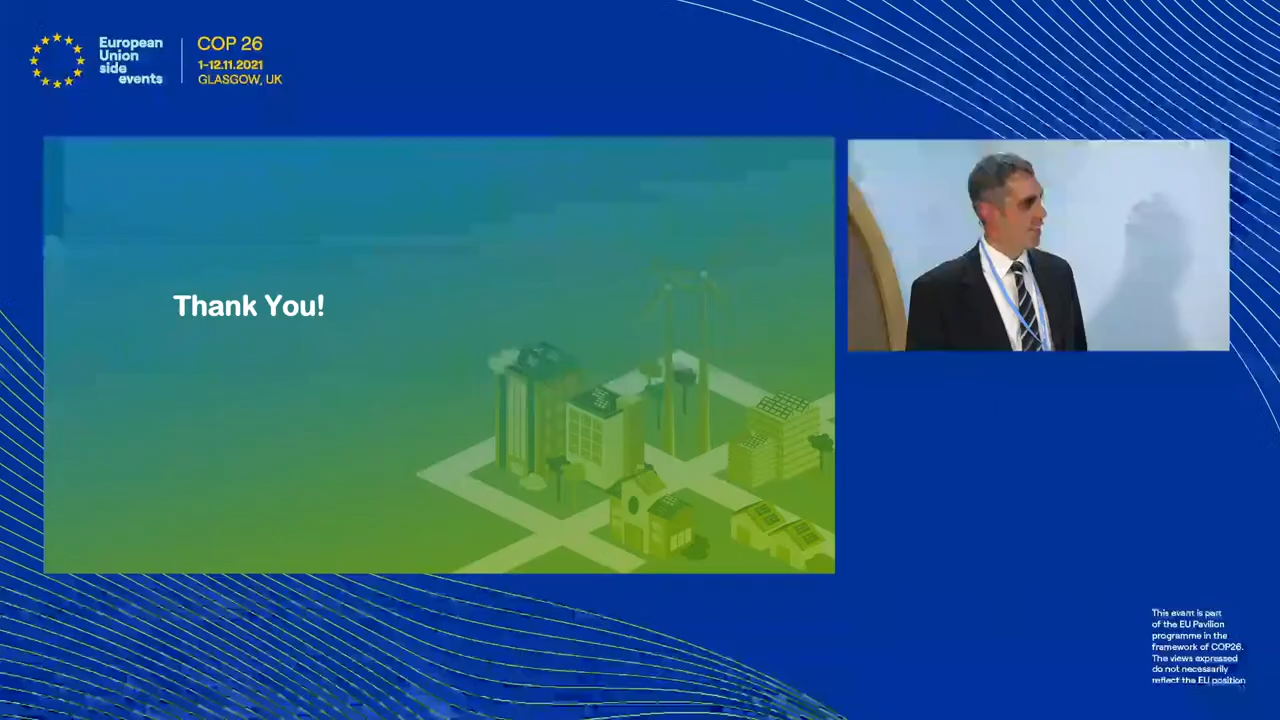 European
Union
side
events
COP 26
1-12.11.2021
GLASGOW, UK
Thank You!
This event is part
of the EU Pavilion
programme in the
framework of COP26.
The views expressed
do not necessarily
reflect the EU position